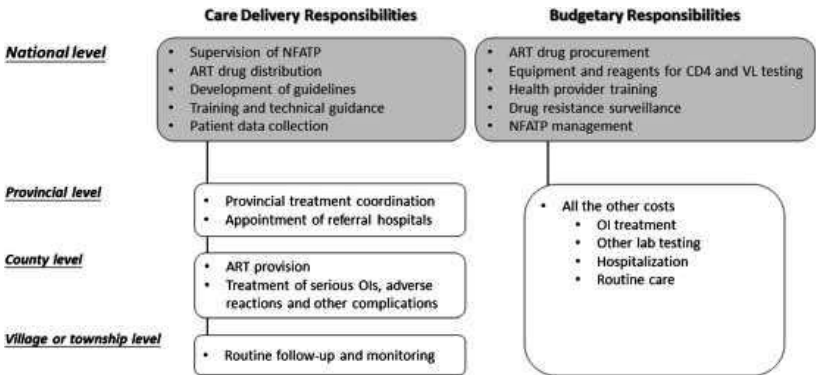 Care Delivery Responsibilities
Budgetary Responsibilities
National level
• Supervision of NFATP
• ART drug distribution
• Development of guidelines
• Training and technical guidance
• Patient data collection
• ART drug procurement
• Equipment and reagents for CD4 and VL testing
• Health provider training
• Drug resistance surveillance
• NFATP management
Provincial level
• Provincial treatment coordination
• Appointment of referral hospitals
• All the other costs
• OI treatment
• Other lab testing
• Hospitalization
• Routine care
County level
• ART provision
• Treatment of serious OIs, adverse
reactions and other complications
Village or township level
• Routine follow-up and monitoring